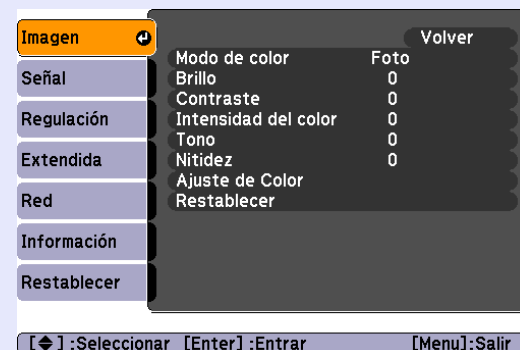 Imagen
Señal
Regulación
Extendida
Red
Información
Restablecer
Volver
Modo de color Foto
Brillo 0
Contraste 0
Intensidad del color 0
Tono 0
Nitidez 0
Ajuste de Color
Restablecer
[◆] :Seleccionar [Enter] :Entrar [Menu]:Salir